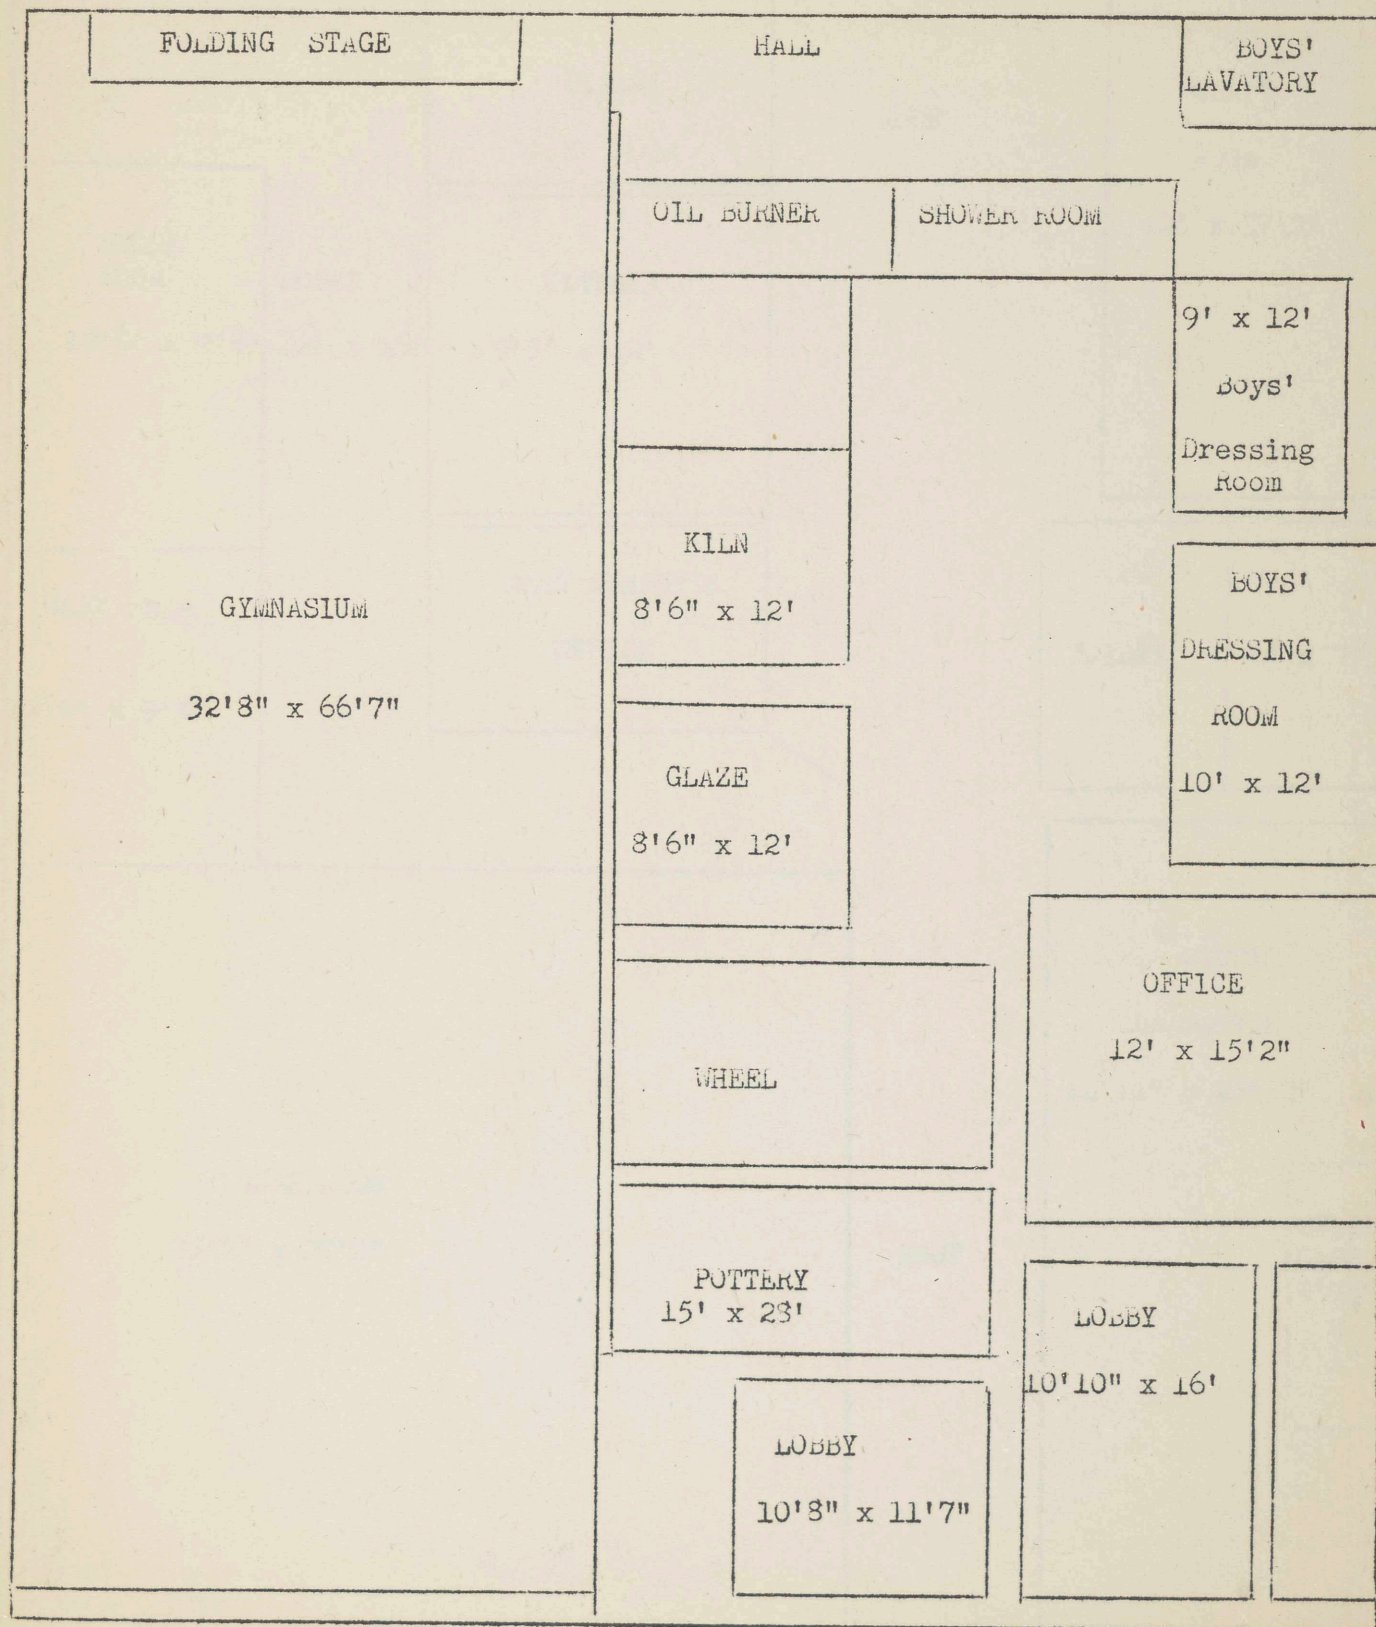 FOLDING STAGE
HALL
BOYS'
LAVATORY
OIL BURNER
SHOWER ROOM
9' x 12'
Boys'
Dressing
Room
KILN
8'6" x 12'
BOYS'
DRESSING
ROOM
10' x 12'
GYMNASIUM
32'8" x 66'7"
GLAZE
8'6" x 12'
OFFICE
12' x 15'2"
WHEEL
POTTERY
15' x 28'
LOBBY
10'10" x 16'
LOBBY
10'8" x 11'7"